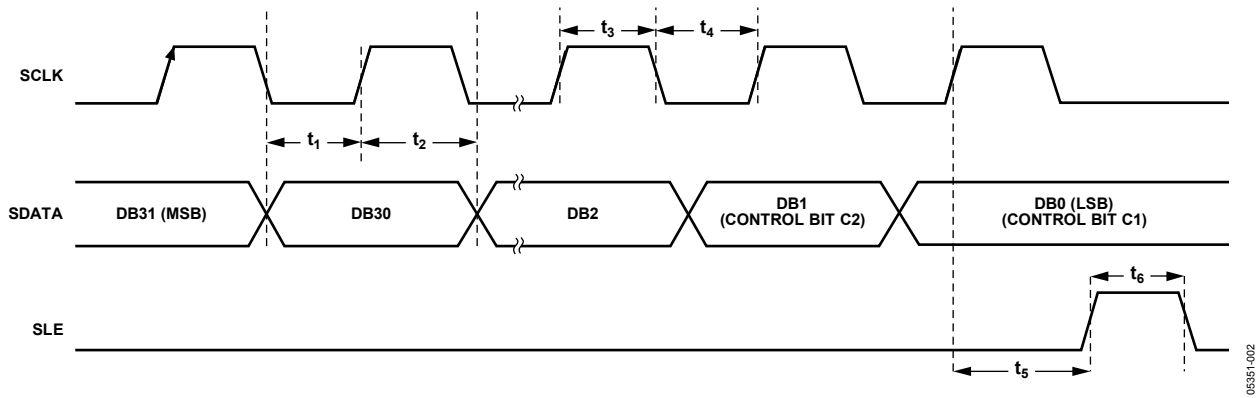 t3
t4
SCLK
t1
t2
SDATA
DB31 (MSB)
DB30
DB2
DB1
(CONTROL BIT C2)
DB0 (LSB)
(CONTROL BIT C1)
t6
SLE
t5
05351-002